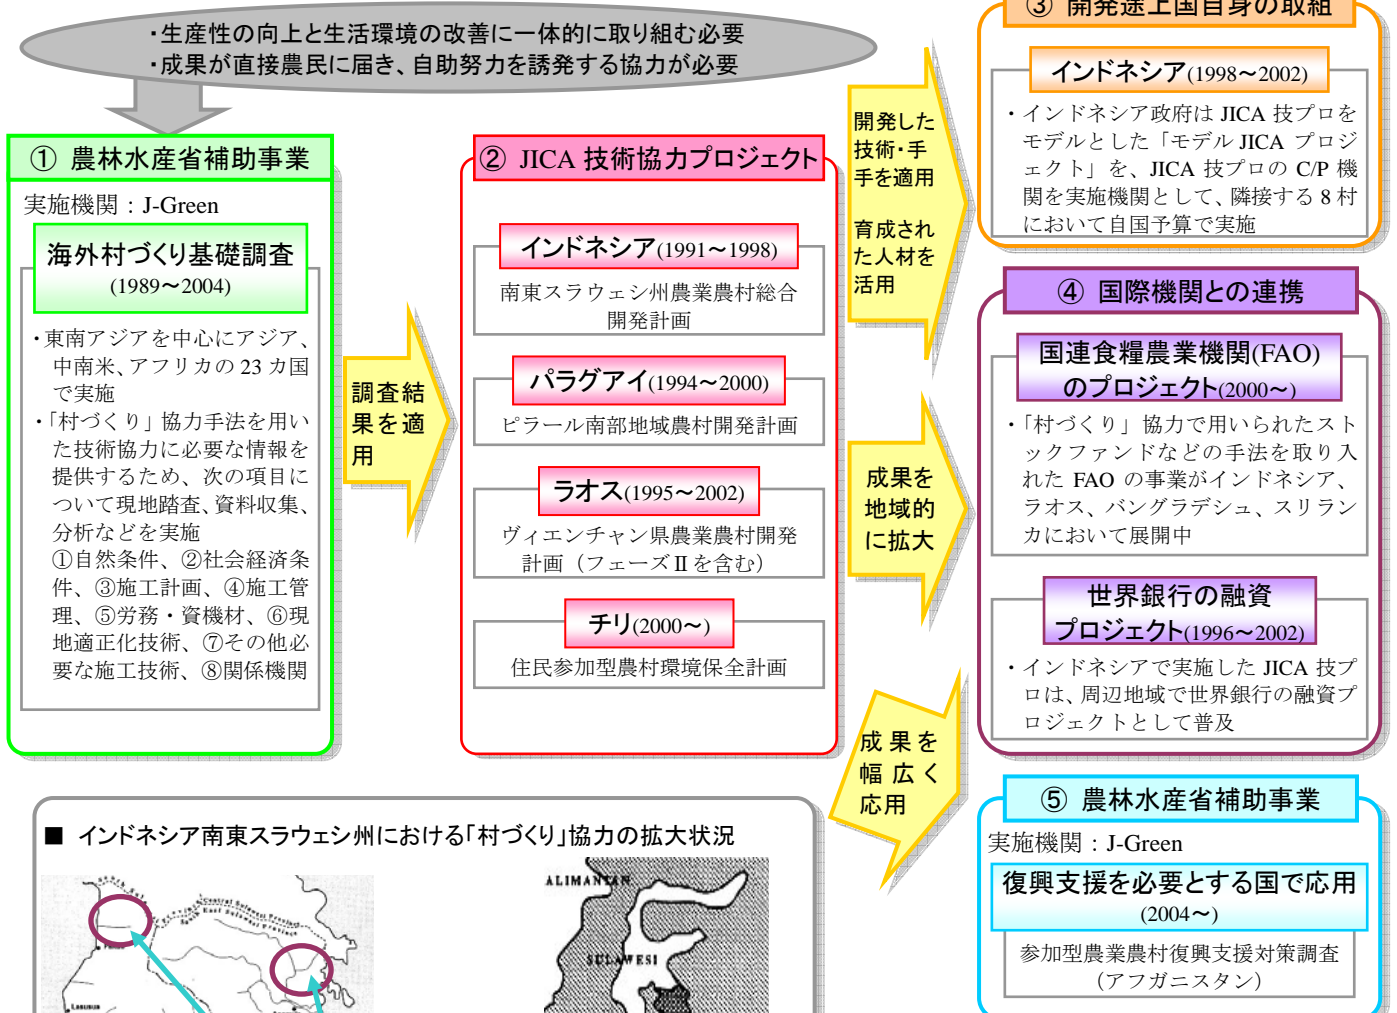 ・生産性の向上と生活環境の改善に一体的に取り組む必要
・成果が直接農民に届き、自助努力を誘発する協力が必要
① 農林水産省補助事業
実施機関：J-Green
海外村づくり基礎調査
(1989～2004)
・東南アジアを中心にアジア、
中南米、アフリカの 23 カ国
で実施
・「村づくり」協力手法を用い
た技術協力に必要な情報を
提供するため、次の項目に
ついて現地踏査、資料収集、
分析などを実施
①自然条件、②社会経済条
件、③施工計画、④施工管
理、⑤労務・資機材、⑥現
地適正化技術、⑦その他必
要な施工技術、⑧関係機関
調査結
果を適
用
② JICA 技術協力プロジェクト
インドネシア(1991～1998)
南東スラウェシ州農業農村総合
開発計画
パラグアイ(1994～2000)
ピラール南部地域農村開発計画
ラオス(1995～2002)
ヴィエンチャン県農業農村開発
計画（フェーズⅡを含む）
チリ(2000～)
住民参加型農村環境保全計画
開発した
技術・手
手を適用
育成され
た人材を
活用
成果を
地域的
に拡大
成果を
幅広く
応用
③ 開発途上国自身の取組
インドネシア(1998～2002)
・インドネシア政府は JICA 技プロを
モデルとした「モデル JICA プロジ
ェクト」を、JICA 技プロの C/P 機
関を実施機関として、隣接する 8 村
において自国予算で実施
④ 国際機関との連携
国連食糧農業機関(FAO)
のプロジェクト(2000～)
・「村づくり」協力で用いられたスト
ックファンドなどの手法を取り入
れた FAO の事業がインドネシア、
ラオス、バングラデシュ、スリラン
カにおいて展開中
世界銀行の融資
プロジェクト(1996～2002)
・インドネシアで実施した JICA 技プ
ロは、周辺地域で世界銀行の融資プ
ロジェクトとして普及
⑤ 農林水産省補助事業
実施機関：J-Green
復興支援を必要とする国で応用
(2004～)
参加型農業農村復興支援対策調査
（アフガニスタン）
■ インドネシア南東スラウェシ州における「村づくり」協力の拡大状況
ALIMANTAN
SULAWESI